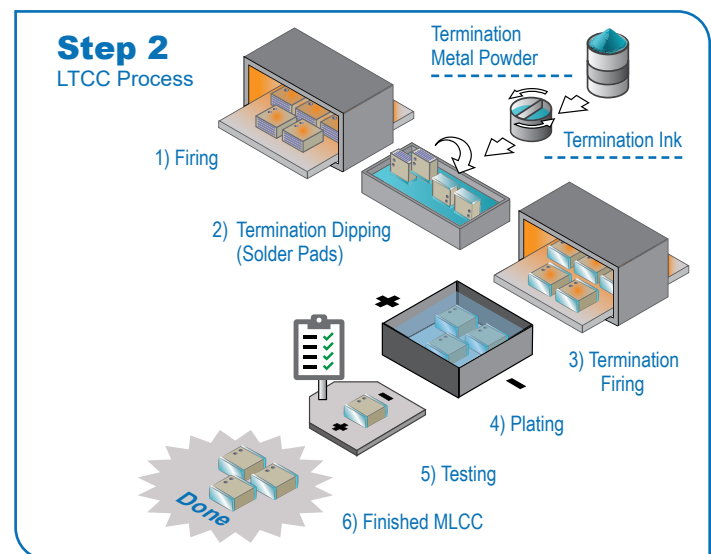 Step 2
LTCC Process
Termination
Metal Powder
Termination Ink
1) Firing
2) Termination Dipping
(Solder Pads)
3) Termination
Firing
4) Plating
5) Testing
6) Finished MLCC
Done